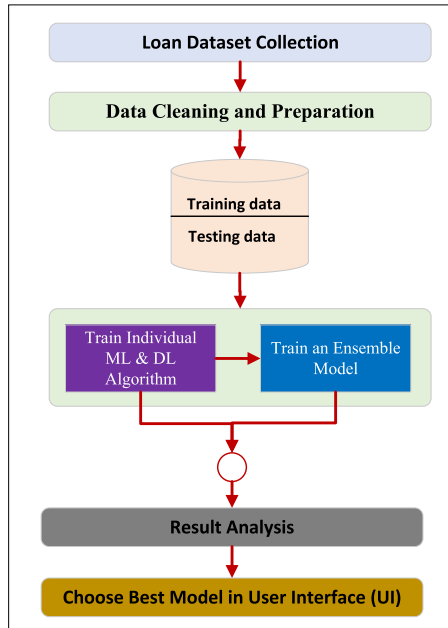 Loan Dataset Collection
Data Cleaning and Preparation
Training data
Testing data
Train Individual
ML & DL
Algorithm
Train an Ensemble
Model
Result Analysis
Choose Best Model in User Interface (UI)